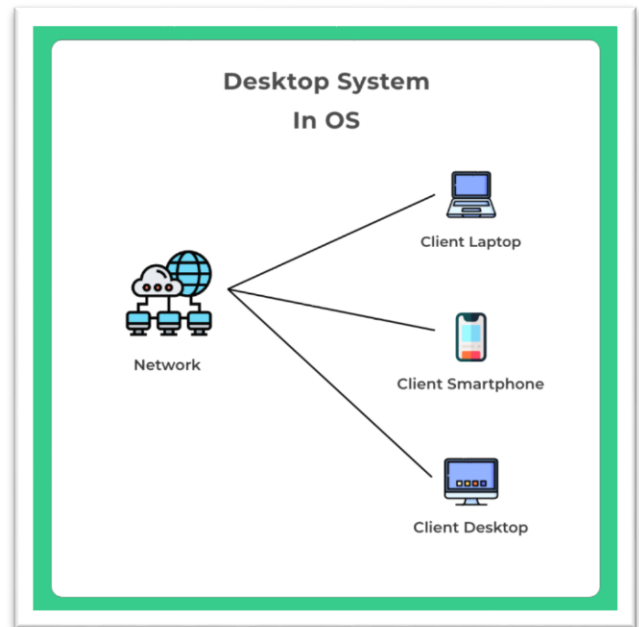 Desktop System
In OS
Client Laptop
Network
Client Smartphone
Client Desktop